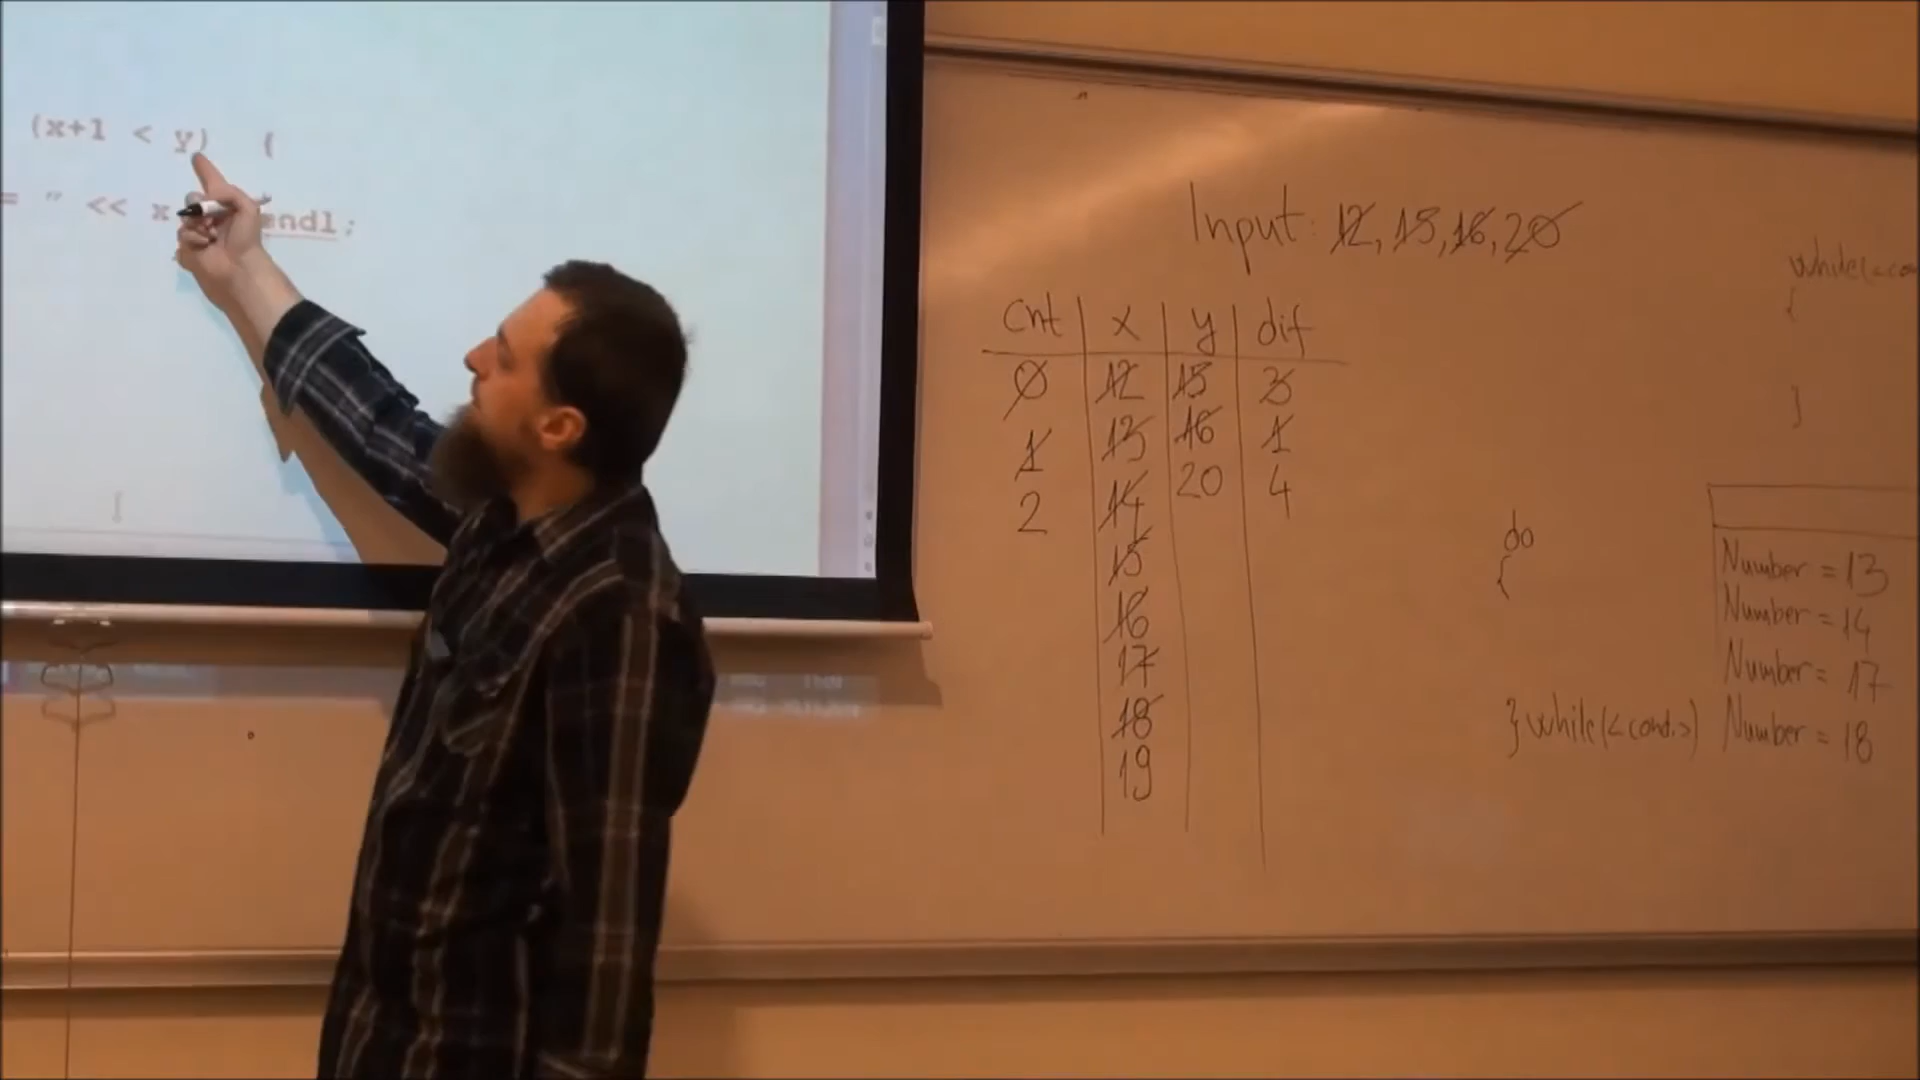 (x+1 < y) {
= " << x endl;
Input: 12, 15, 16, 20
cnt x y dif
0 12 15 3
1 13 16 1
2 14 20 4
15
16
17
18
19
while(<co
{
}
do
{
} while(<cond.>)
Number = 13
Number = 14
Number = 17
Number = 18